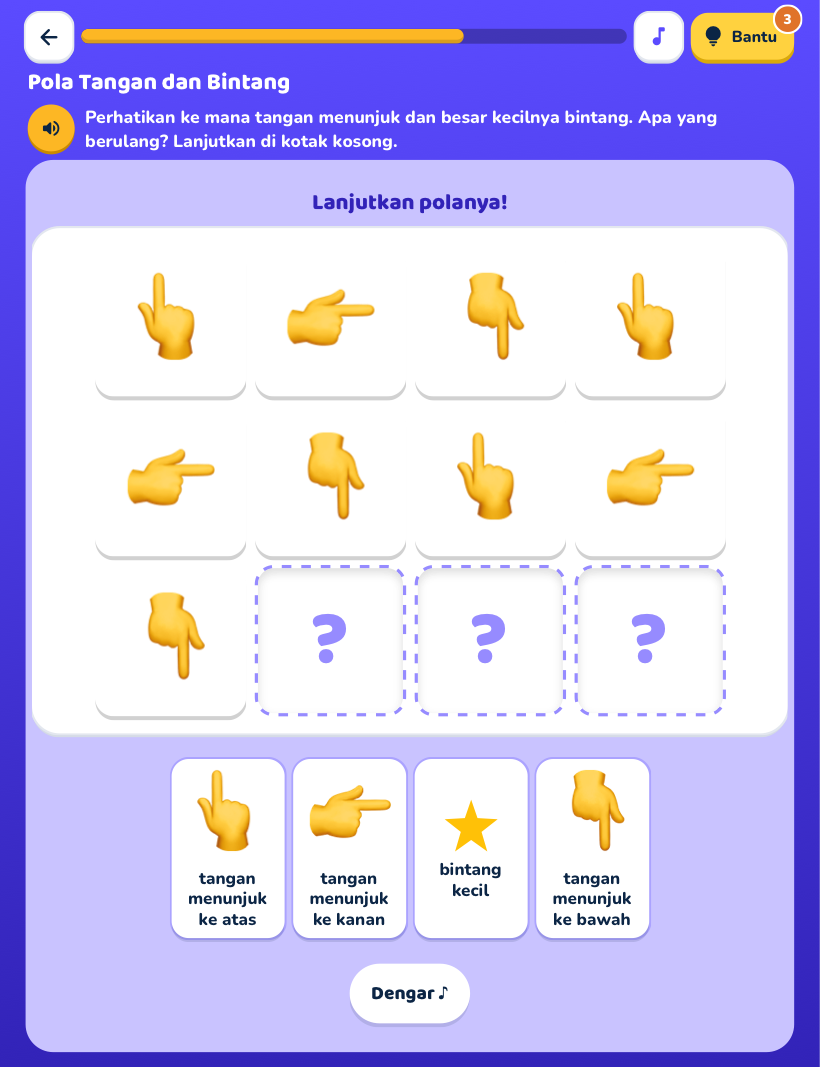 3
Bantu
Pola Tangan dan Bintang
Perhatikan ke mana tangan menunjuk dan besar kecilnya bintang. Apa yang
berulang? Lanjutkan di kotak kosong.
Lanjutkan polanya!
? ? ?
tangan
menunjuk
ke atas
tangan
menunjuk
ke kanan
bintang
kecil
tangan
menunjuk
ke bawah
Dengar ♪